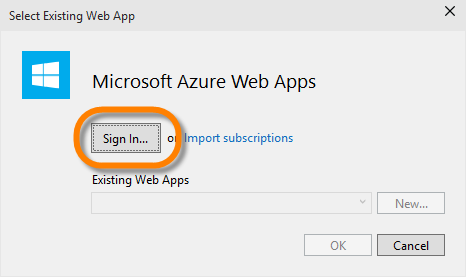 Select Existing Web App
Microsoft Azure Web Apps
Sign In... or Import subscriptions
Existing Web Apps
New...
OK Cancel